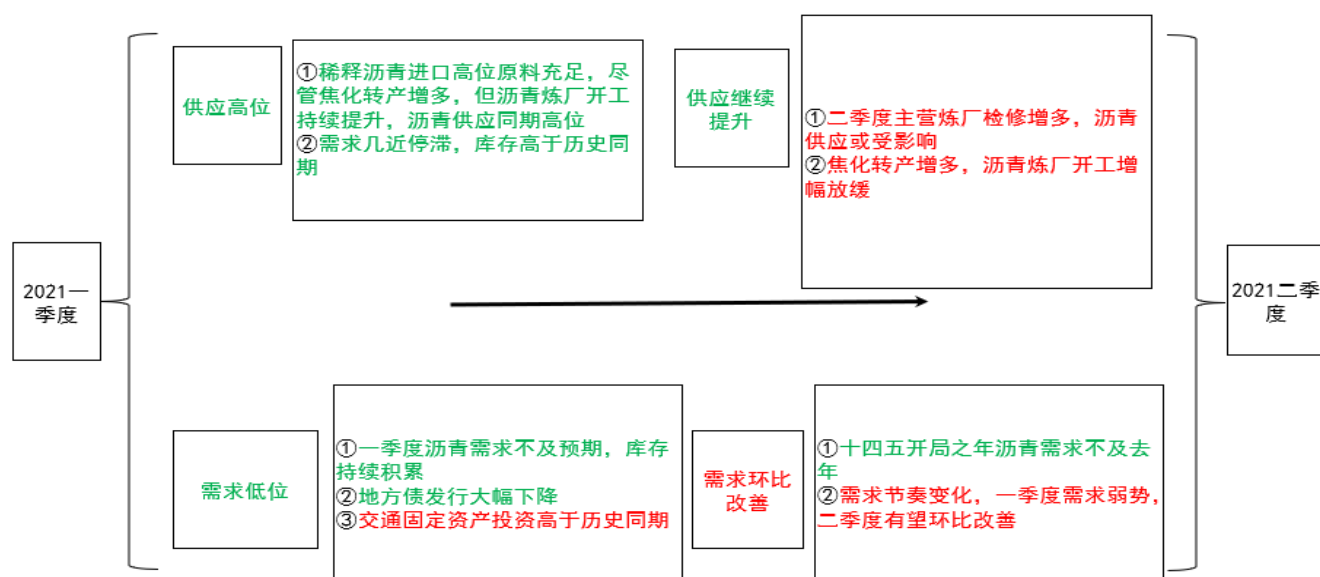 2021一
季度
供应高位
①稀释沥青进口高位原料充足，尽
管焦化转产增多，但沥青炼厂开工
持续提升，沥青供应同期高位
②需求几近停滞，库存高于历史同
期
供应继续
提升
①二季度主营炼厂检修增多，沥青
供应或受影响
②焦化转产增多，沥青炼厂开工增
幅放缓
需求低位
①一季度沥青需求不及预期，库存
持续积累
②地方债发行大幅下降
③交通固定资产投资高于历史同期
需求环比
改善
①十四五开局之年沥青需求不及去
年
②需求节奏变化，一季度需求弱势，
二季度有望环比改善
2021二季
度